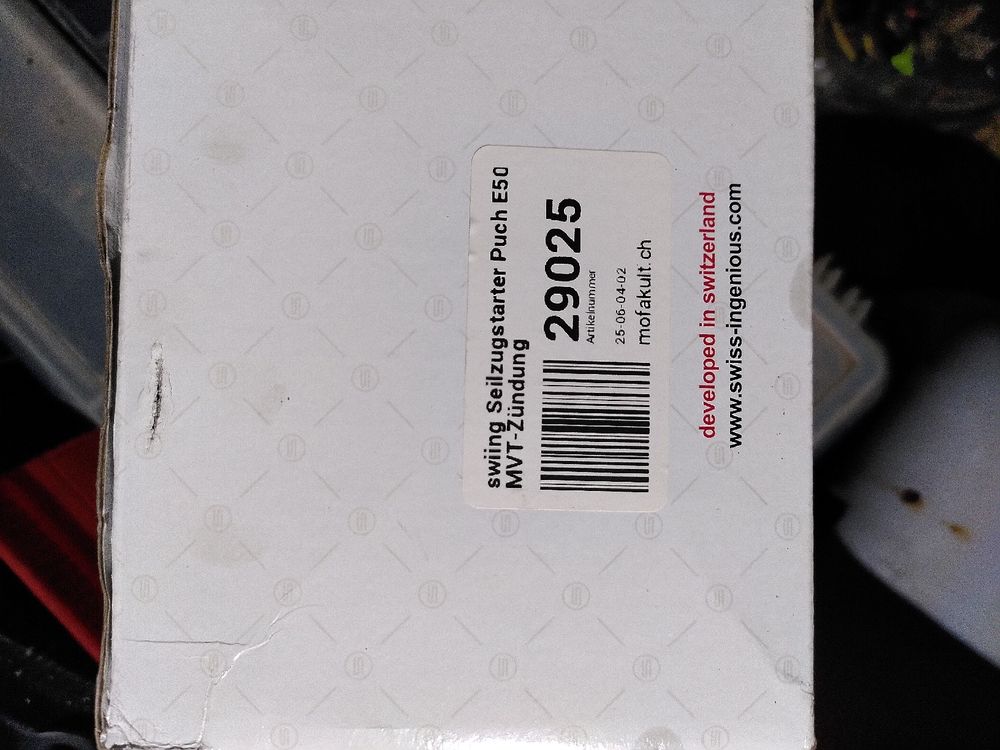 swiing Seilzugstarter Puch E50
MVT-Zündung
29025
Artikelnummer
25-06-04-02
mofakult.ch
developed in switzerland
www.swiss-ingenious.com